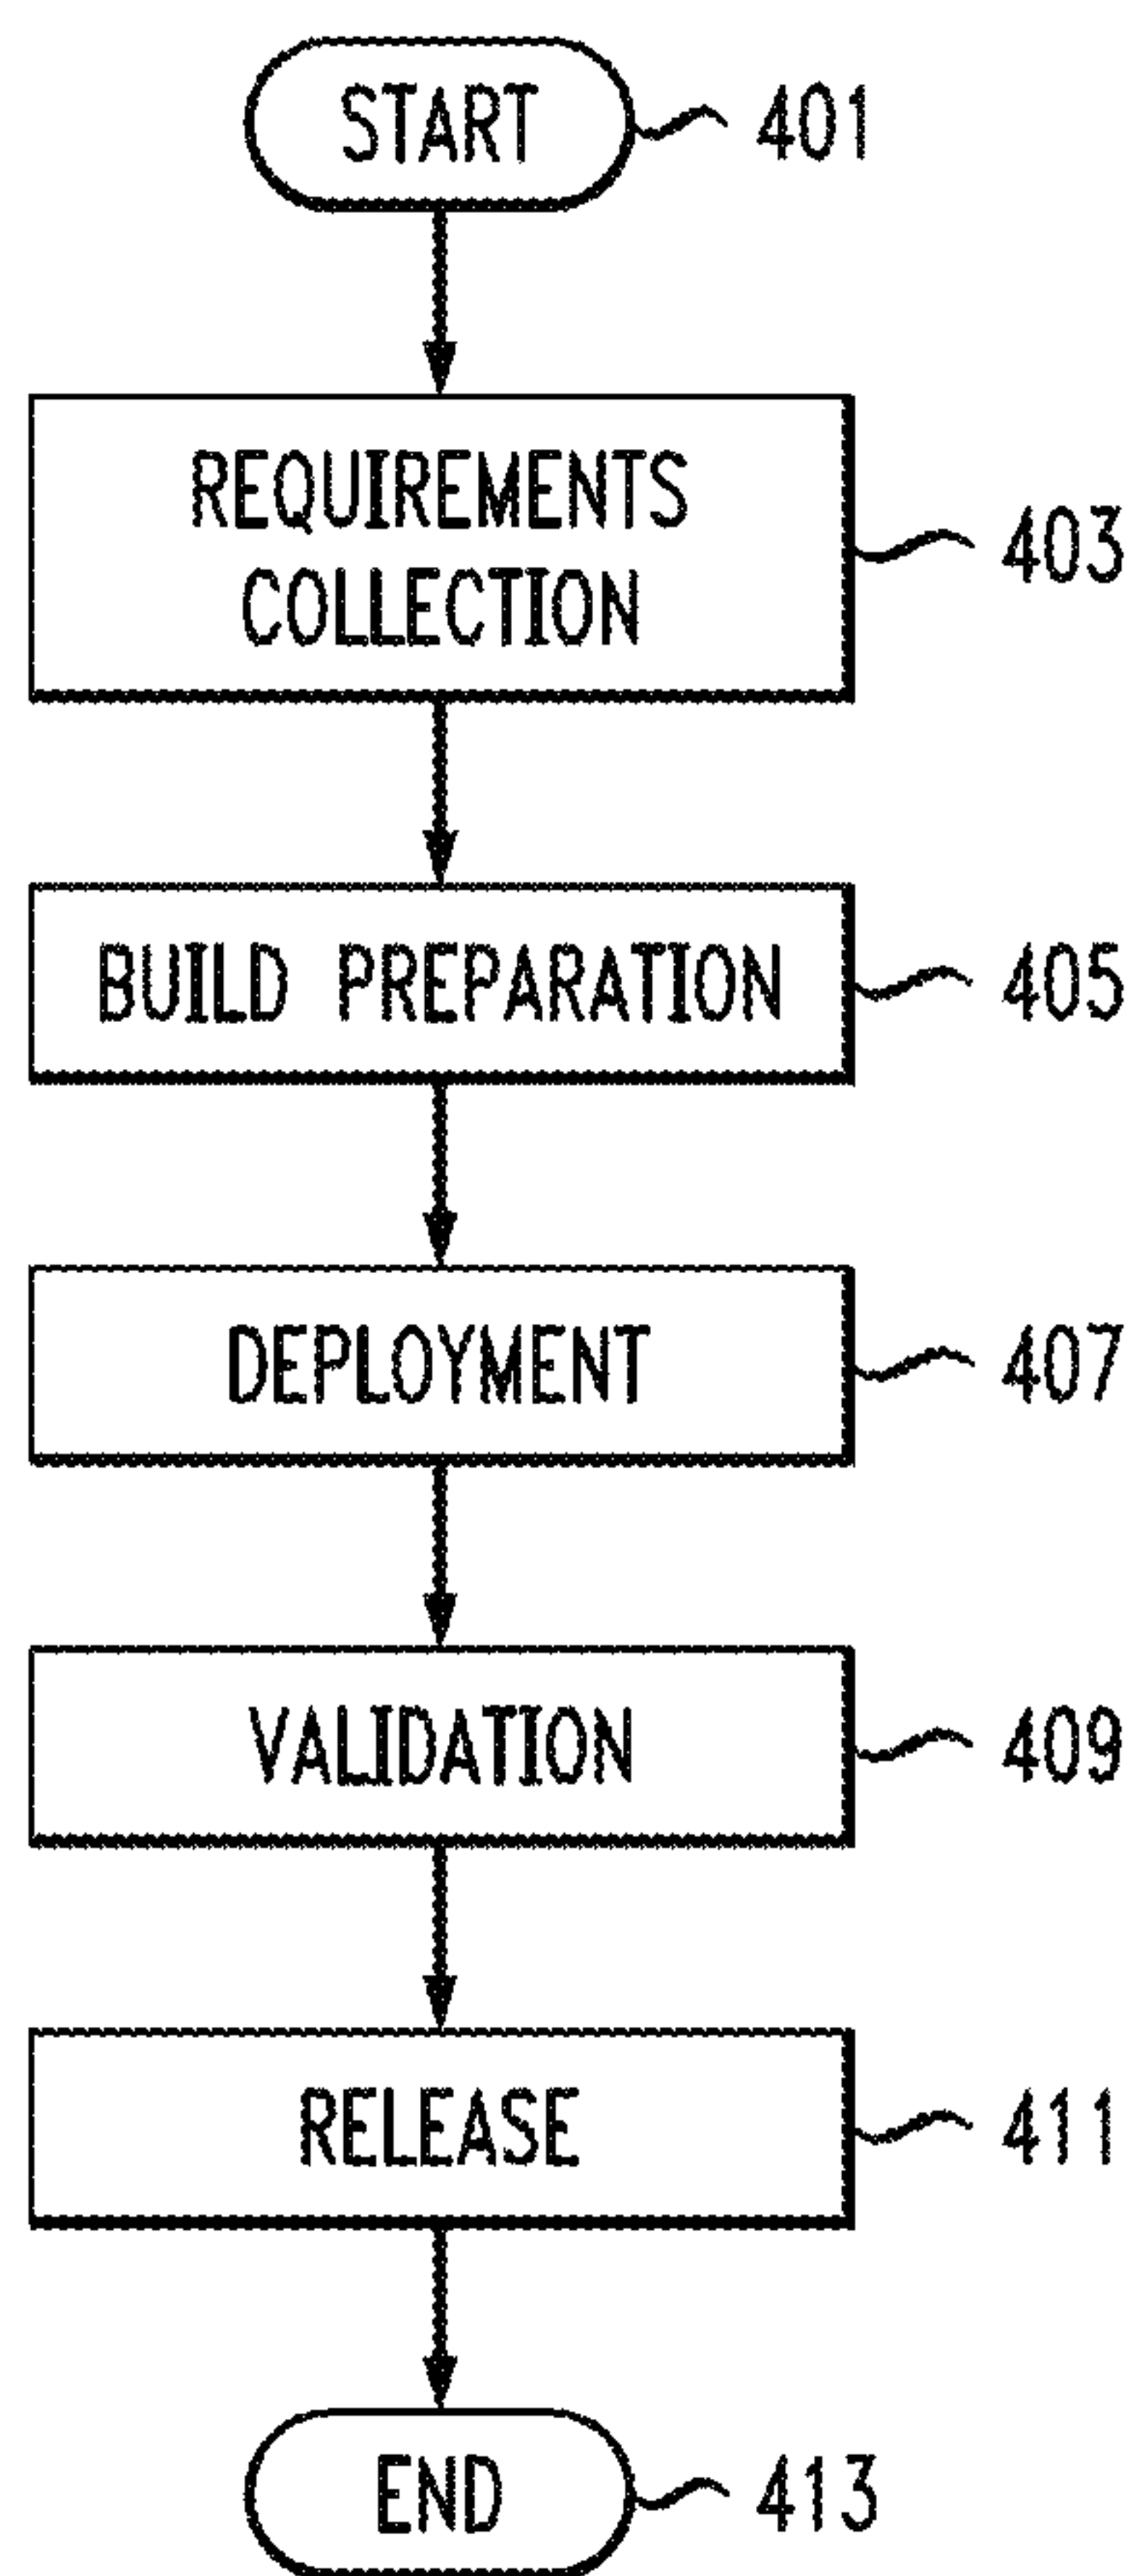 START 401
REQUIREMENTS
COLLECTION
403
BUILD PREPARATION 405
DEPLOYMENT 407
VALIDATION 409
RELEASE 411
END 413